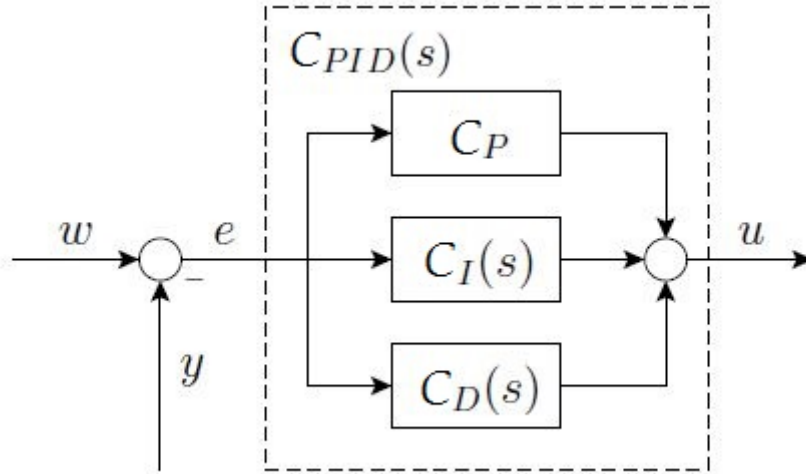 C_{PID}(s)
C_P
w
e
C_I(s)
u
−
y
C_D(s)